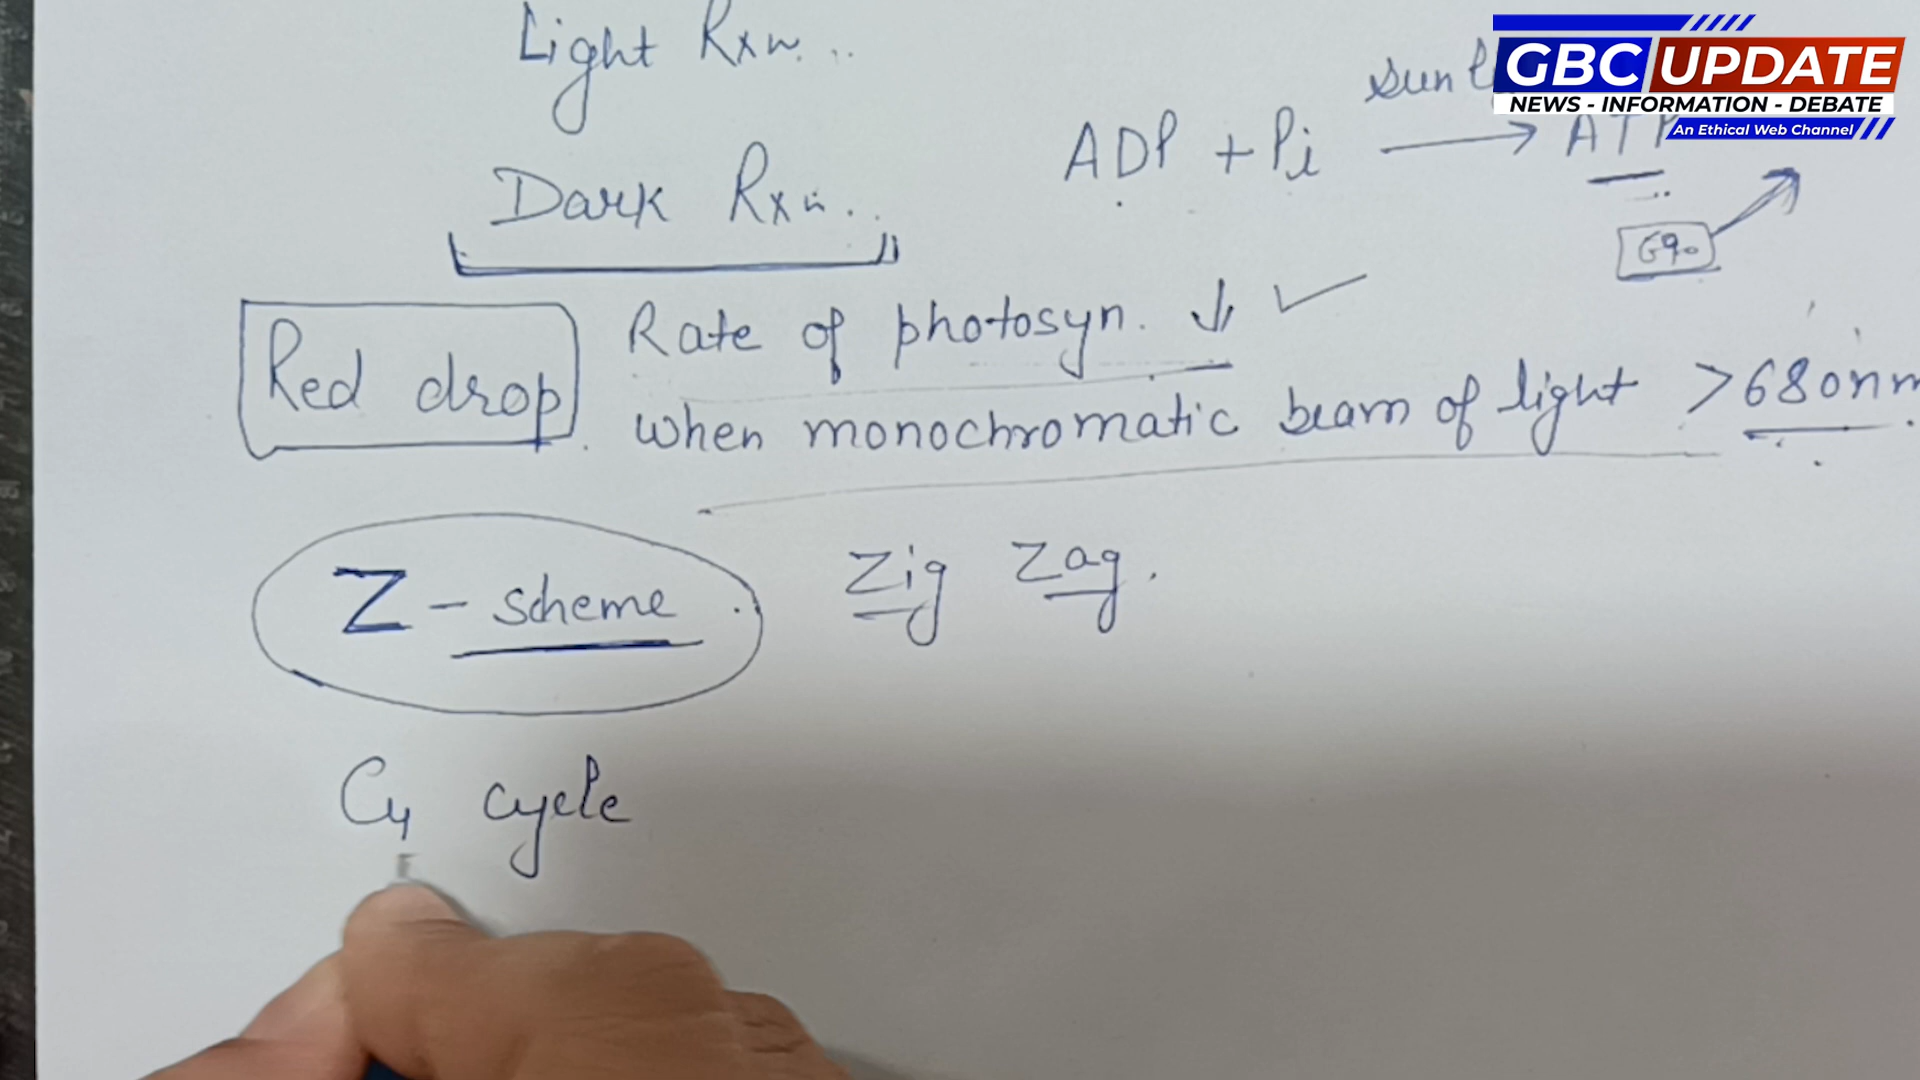 Light Rxn..
GBC UPDATE
NEWS - INFORMATION - DEBATE
An Ethical Web Channel
sun
ADP + Pi → ATP
Dark Rxn..
690
Red drop Rate of photosyn. ↓ ✓
when monochromatic beam of light > 680nm
Z - scheme Zig Zag.
C4 cycle